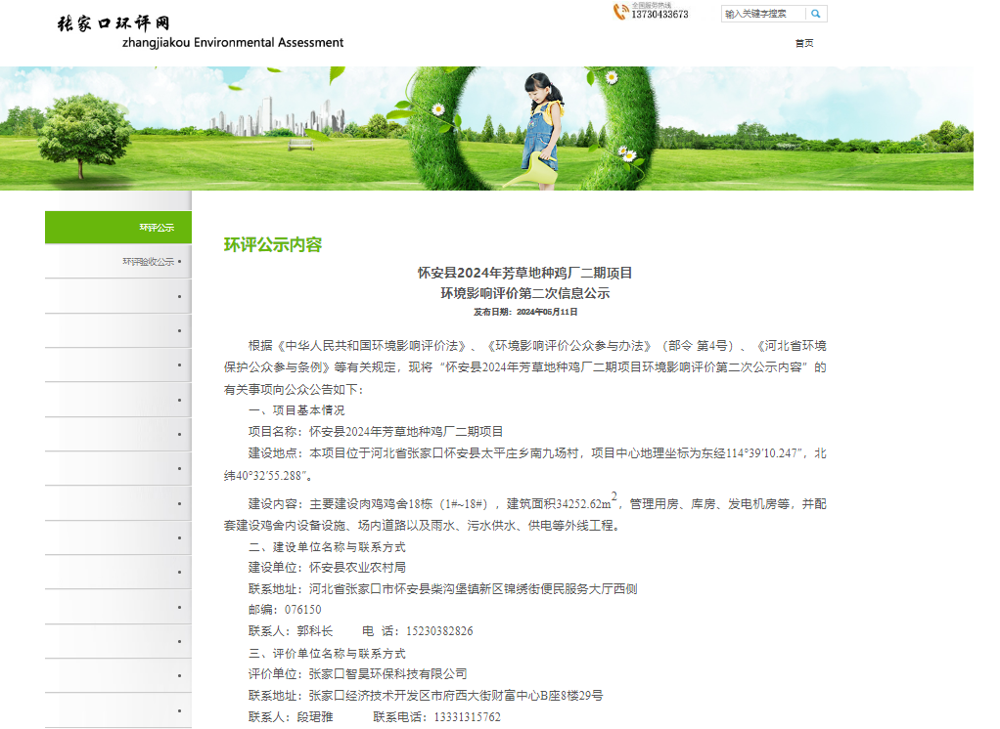 张家口环评网
zhangjiakou Environmental Assessment
全国服务热线
13730433673
输入关键字搜索
首页
环评公示
环评验收公示
环评公示内容
怀安县2024年芳草地种鸡厂二期项目
环境影响评价第二次信息公示
发布日期：2024年05月11日
根据《中华人民共和国环境影响评价法》、《环境影响评价公众参与办法》（部令 第4号）、《河北省环境
保护公众参与条例》等有关规定，现将“怀安县2024年芳草地种鸡厂二期项目环境影响评价第二次公示内容”的
有关事项向公众公告如下：
一、项目基本情况
项目名称：怀安县2024年芳草地种鸡厂二期项目
建设地点：本项目位于河北省张家口怀安县太平庄乡南九场村，项目中心地理坐标为东经114°39′10.247″，北
纬40°32′55.288″。
建设内容：主要建设肉鸡鸡舍18栋（1#~18#），建筑面积34252.62m2，管理用房、库房、发电机房等，并配
套建设鸡舍内设备设施、场内道路以及雨水、污水供水、供电等外线工程。
二、建设单位名称与联系方式
建设单位：怀安县农业农村局
联系地址：河北省张家口市怀安县柴沟堡镇新区锦绣街便民服务大厅西侧
邮编：076150
联系人：郭科长 电 话：15230382826
三、评价单位名称与联系方式
评价单位：张家口智昊环保科技有限公司
联系地址：张家口经济技术开发区市府西大街财富中心B座8楼29号
联系人：段珺雅 联系电话：13331315762